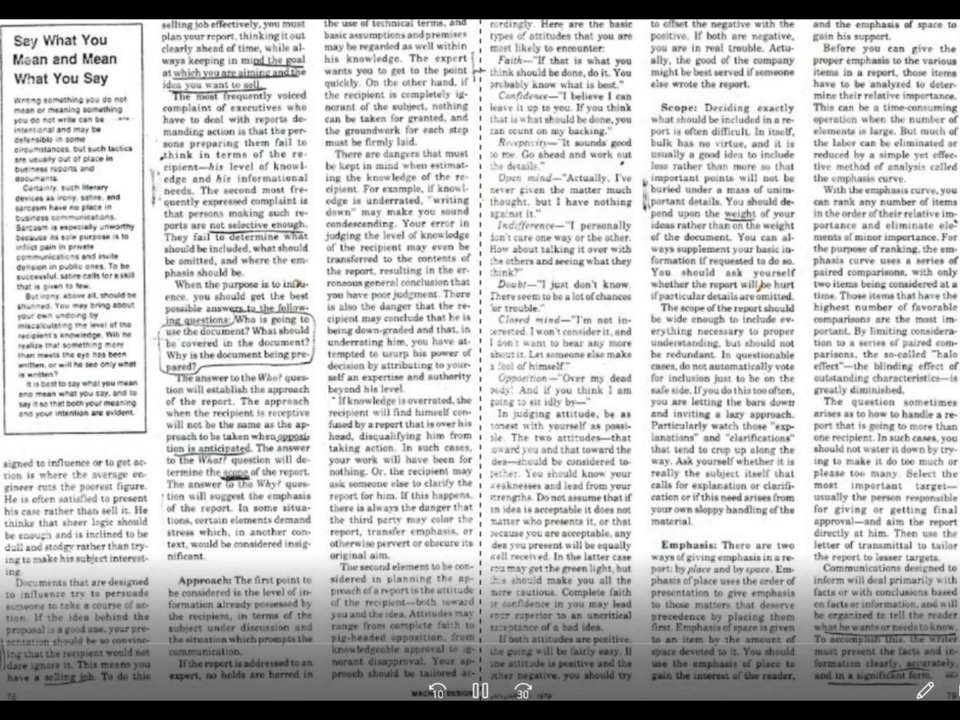 Say What You
Mean and Mean
What You Say
Writing something you do not
mean or meaning something
you do not write can be
intentional and may be
defensible in some
circumstances, but such tactics
are usually out of place in
business reports and
documents.
Certainly, such literary
devices as irony, satire, and
sarcasm have no place in
business communications.
Sarcasm is especially unworthy
because its sole purpose is to
inflict pain in private
communications and invite
derision in public ones. To be
successful, satire calls for a skill
that is given to few.
But irony, above all, should be
shunned. You may bring about
your own undoing by
miscalculating the level of the
recipient's knowledge. Will he
realize that something more
than meets the eye has been
written, or will he see only what
is written?
It is best to say what you mean
and mean what you say, and to
say it so that both your meaning
and your intention are evident.
signed to influence or to get ac-
tion is where the average en-
gineer cuts the poorest figure.
He is often satisfied to present
his case rather than sell it. He
thinks that sheer logic should
be enough and is inclined to be
dull and stodgy rather than try-
ing to make his subject interest-
ing.
Documents that are designed
to influence try to persuade
someone to take a course of ac-
tion. If the idea behind the
proposal is a good one, your pre-
sentation should be so convinc-
ing that the recipient would not
dare ignore it. This means you
have a selling job. To do this
selling job effectively, you must
plan your report, thinking it out
clearly ahead of time, while al-
ways keeping in mind the goal
at which you are aiming and the
idea you want to sell.
The most frequently voiced
complaint of executives who
have to deal with reports de-
manding action is that the per-
sons preparing them fail to
think in terms of the re-
cipient—his level of knowl-
edge and his informational
needs. The second most fre-
quently expressed complaint is
that persons making such re-
ports are not selective enough.
They fail to determine what
should be included, what should
be omitted, and where the em-
phasis should be.
When the purpose is to influ-
ence, you should get the best
possible answers to the follow-
ing questions: Who is going to
use the document? What should
be covered in the document?
Why is the document being pre-
pared?
The answer to the Who? ques-
tion will establish the approach
of the report. The approach
when the recipient is receptive
will not be the same as the ap-
proach to be taken when opposi-
tion is anticipated. The answer
to the What? question will de-
termine the scope of the report.
The answer to the Why? ques-
tion will suggest the emphasis
of the report. In some situa-
tions, certain elements demand
stress which, in another con-
text, would be considered insig-
nificant.
Approach: The first point to
be considered is the level of in-
formation already possessed by
the recipient, in terms of the
subject under discussion and
the situation which prompts the
communication.
If the report is addressed to an
expert, no holds are barred in
the use of technical terms, and
basic assumptions and premises
may be regarded as well within
his knowledge. The expert
wants you to get to the point
quickly. On the other hand, if
the recipient is completely ig-
norant of the subject, nothing
can be taken for granted, and
the groundwork for each step
must be firmly laid.
There are dangers that must
be kept in mind when estimat-
ing the knowledge of the re-
cipient. For example, if knowl-
edge is underrated, "writing
down" may make you sound
condescending. Your error in
judging the level of knowledge
of the recipient may even be
transferred to the contents of
the report, resulting in the er-
roneous general conclusion that
you have poor judgment. There
is also the danger that the re-
cipient may conclude that he is
being down-graded and that, in
underrating him, you have at-
tempted to usurp his power of
decision by attributing to your-
self an expertise and authority
beyond his level.
If knowledge is overrated, the
recipient will find himself con-
fused by a report that is over his
head, disqualifying him from
taking action. In such cases,
your work will have been for
nothing. Or, the recipient may
ask someone else to clarify the
report for him. If this happens,
there is always the danger that
the third party may color the
report, transfer emphasis, or
otherwise pervert or obscure its
original aim.
The second element to be con-
sidered in planning the ap-
proach of a report is the attitude
of the recipient—both toward
you and the idea. Attitudes may
range from complete faith to
pig-headed opposition, from
knowledgeable approval to ig-
norant disapproval. Your ap-
proach should be tailored ac-
cordingly. Here are the basic
types of attitudes that you are
most likely to encounter:
Faith—"If that is what you
think should be done, do it. You
probably know what is best."
Confidence—"I believe I can
leave it up to you. If you think
that is what should be done, you
can count on my backing."
Receptivity—"It sounds good
to me. Go ahead and work out
the details."
Open mind—"Actually, I've
never given the matter much
thought, but I have nothing
against it."
Indifference—"I personally
don't care one way or the other.
How about talking it over with
the others and seeing what they
think?"
Doubt—"I just don't know.
There seem to be a lot of chances
for trouble."
Closed mind—"I'm not in-
terested. I won't consider it, and
I don't want to hear any more
about it. Let someone else make
a fool of himself."
Opposition—"Over my dead
body! And if you think I am
going to sit idly by—"
In judging attitude, be as
honest with yourself as possi-
ble. The two attitudes—that
toward you and that toward the
idea—should be considered to-
gether. You should know your
weaknesses and lead from your
strengths. Do not assume that if
an idea is acceptable it does not
matter who presents it, or that
because you are acceptable, any
idea you present will be equally
well received. In the latter case
you may get the green light, but
this should make you all the
more cautious. Complete faith
or confidence in you may lead
your superior to an uncritical
acceptance of a bad idea.
If both attitudes are positive,
the going will be fairly easy. If
one attitude is positive and the
other negative, you should try
to offset the negative with the
positive. If both are negative,
you are in real trouble. Actu-
ally, the good of the company
might be best served if someone
else wrote the report.
Scope: Deciding exactly
what should be included in a re-
port is often difficult. In itself,
bulk has no virtue, and it is
usually a good idea to include
less rather than more so that
important points will not be
buried under a mass of unim-
portant details. You should de-
pend upon the weight of your
ideas rather than on the weight
of the document. You can al-
ways supplement your basic in-
formation if requested to do so.
You should ask yourself
whether the report will be hurt
if particular details are omitted.
The scope of the report should
be wide enough to include ev-
erything necessary to proper
understanding, but should not
be redundant. In questionable
cases, do not automatically vote
for inclusion just to be on the
safe side. If you do this too often,
you are letting the bars down
and inviting a lazy approach.
Particularly watch those "exp-
lanations" and "clarifications"
that tend to crop up along the
way. Ask yourself whether it is
really the subject itself that
calls for explanation or clarifi-
cation or if this need arises from
your own sloppy handling of the
material.
Emphasis: There are two
ways of giving emphasis in a re-
port: by place and by space. Em-
phasis of place uses the order of
presentation to give emphasis
to those matters that deserve
precedence by placing them
first. Emphasis of space is given
to an item by the amount of
space devoted to it. You should
use the emphasis of place to
gain the interest of the reader,
and the emphasis of space to
gain his support.
Before you can give the
proper emphasis to the various
items in a report, those items
have to be analyzed to deter-
mine their relative importance.
This can be a time-consuming
operation when the number of
elements is large. But much of
the labor can be eliminated or
reduced by a simple yet effec-
tive method of analysis called
the emphasis curve.
With the emphasis curve, you
can rank any number of items
in the order of their relative im-
portance and eliminate ele-
ments of minor importance. For
the purpose of ranking, the em-
phasis curve uses a series of
paired comparisons, with only
two items being considered at a
time. Those items that have the
highest number of favorable
comparisons are the most im-
portant. By limiting considera-
tion to a series of paired com-
parisons, the so-called "halo
effect"—the blinding effect of
outstanding characteristics—is
greatly diminished.
The question sometimes
arises as to how to handle a re-
port that is going to more than
one recipient. In such cases, you
should not water it down by try-
ing to make it do too much or
please too many. Select the
most important target—
usually the person responsible
for giving or getting final
approval—and aim the report
directly at him. Then use the
letter of transmittal to tailor
the report to lesser targets.
Communications designed to
inform will deal primarily with
facts or with conclusions based
on facts or information, and will
be organized to tell the reader
what he wants or needs to know.
To accomplish this, the writer
must present the facts and in-
formation clearly, accurately,
and in a significant form.
78
MACHINE DESIGN
1979
10
30